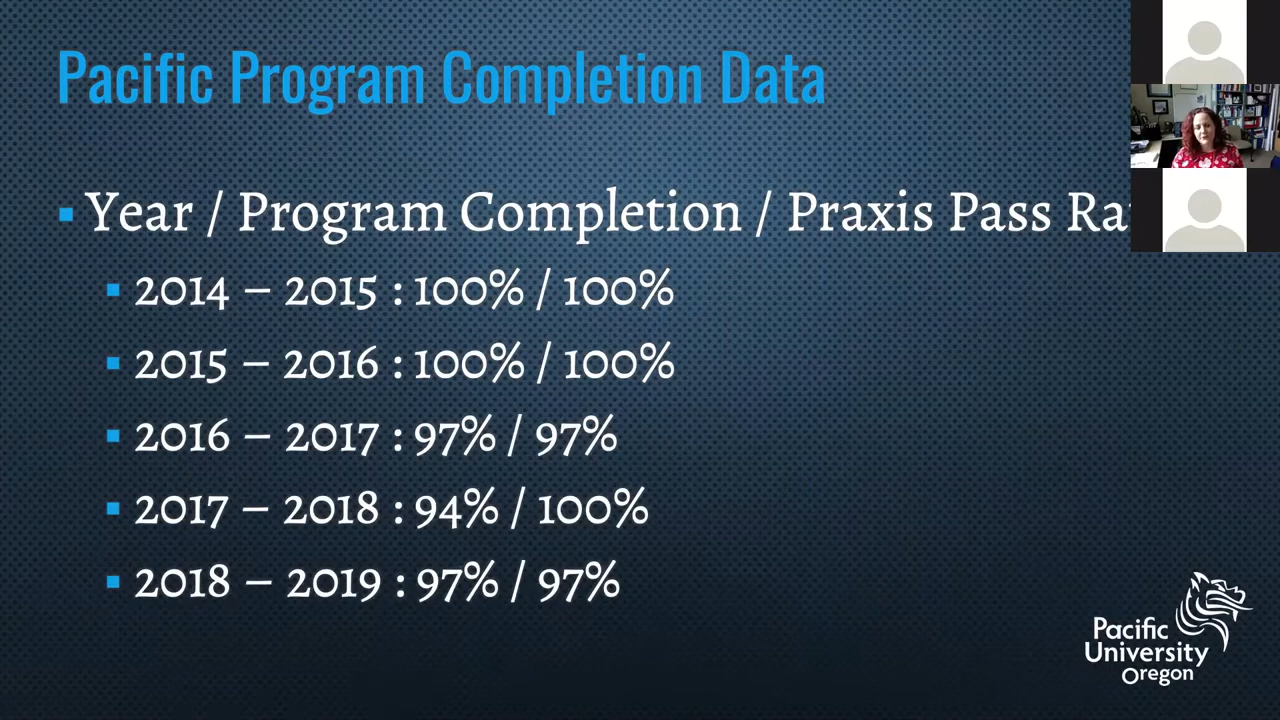 Pacific Program Completion Data
Year / Program Completion / Praxis Pass
2014 – 2015 : 100% / 100%
2015 – 2016 : 100% / 100%
2016 – 2017 : 97% / 97%
2017 – 2018 : 94% / 100%
2018 – 2019 : 97% / 97%
Pacific
University
Oregon